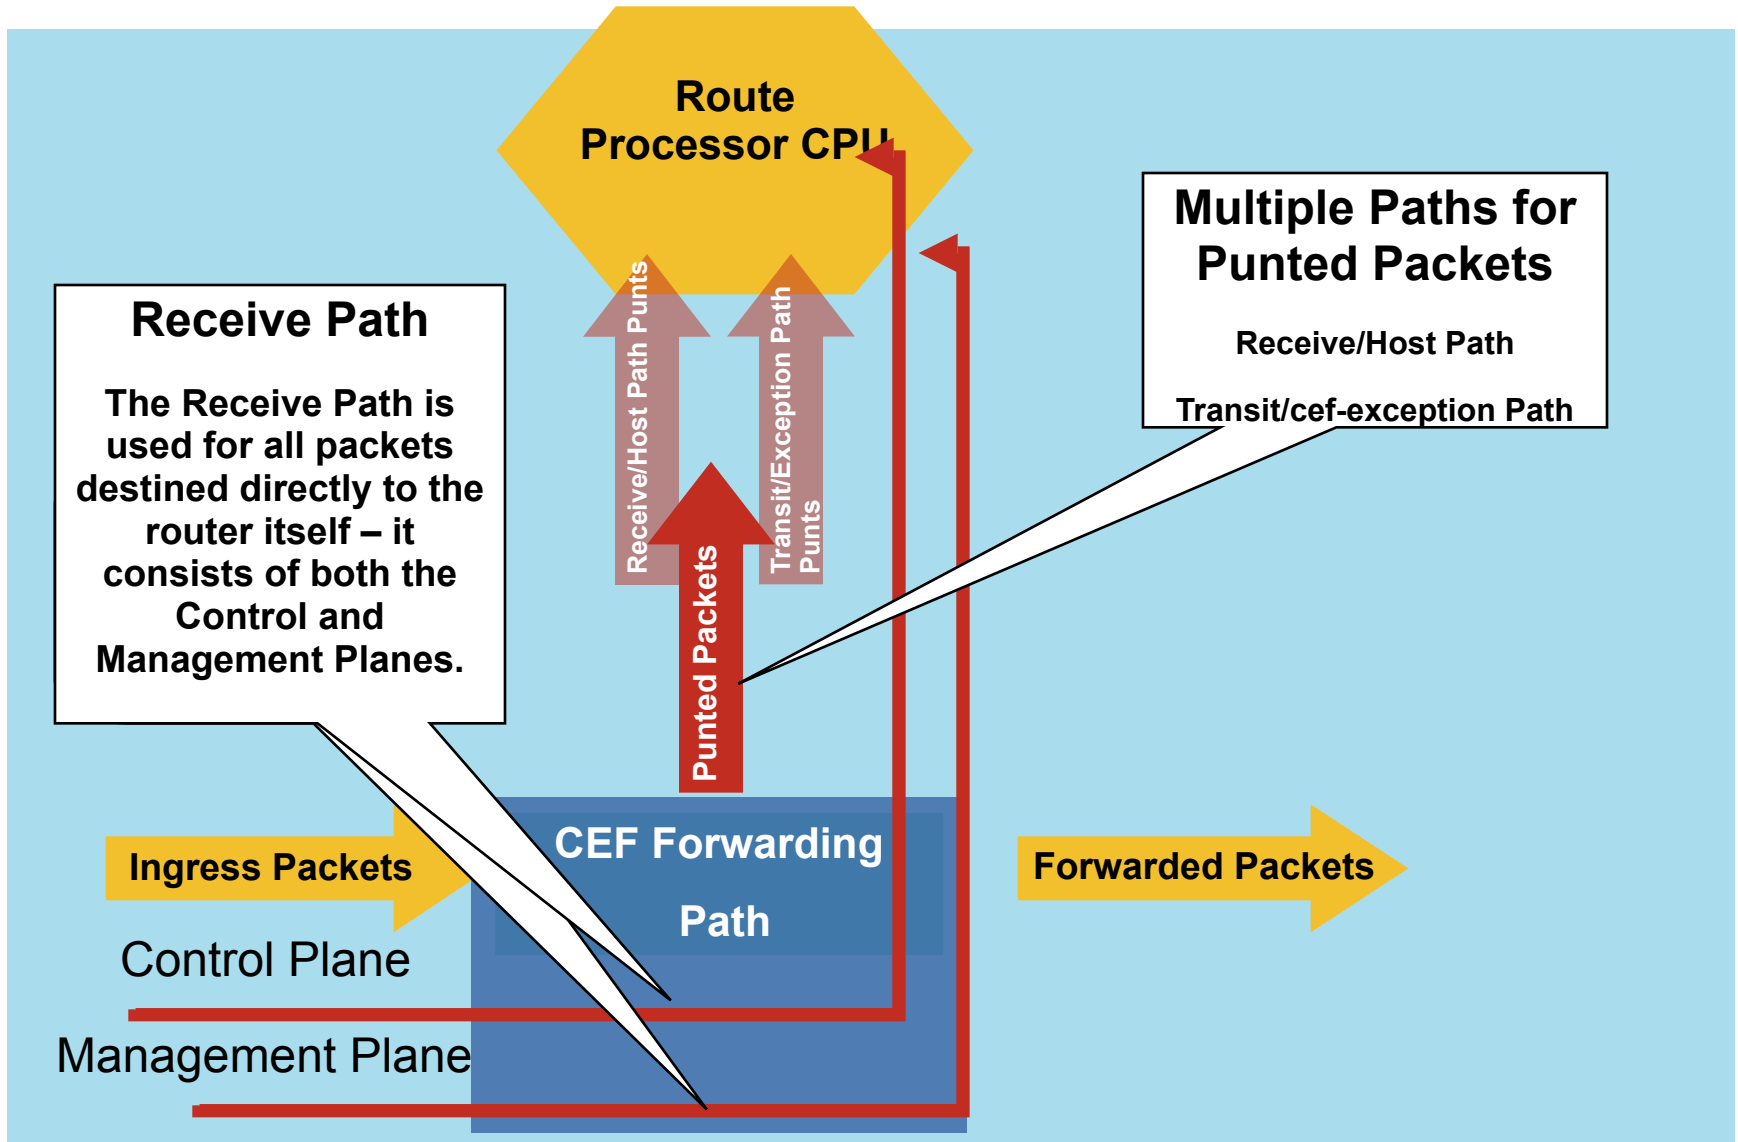 Route
Processor CPU
Multiple Paths for
Punted Packets
Receive/Host Path
Transit/cef-exception Path
Receive Path
The Receive Path is
used for all packets
destined directly to the
router itself – it
consists of both the
Control and
Management Planes.
Receive/Host Path Punts
Transit/Exception Path
Punts
Punted Packets
CEF Forwarding
Path
Ingress Packets
Forwarded Packets
Control Plane
Management Plane